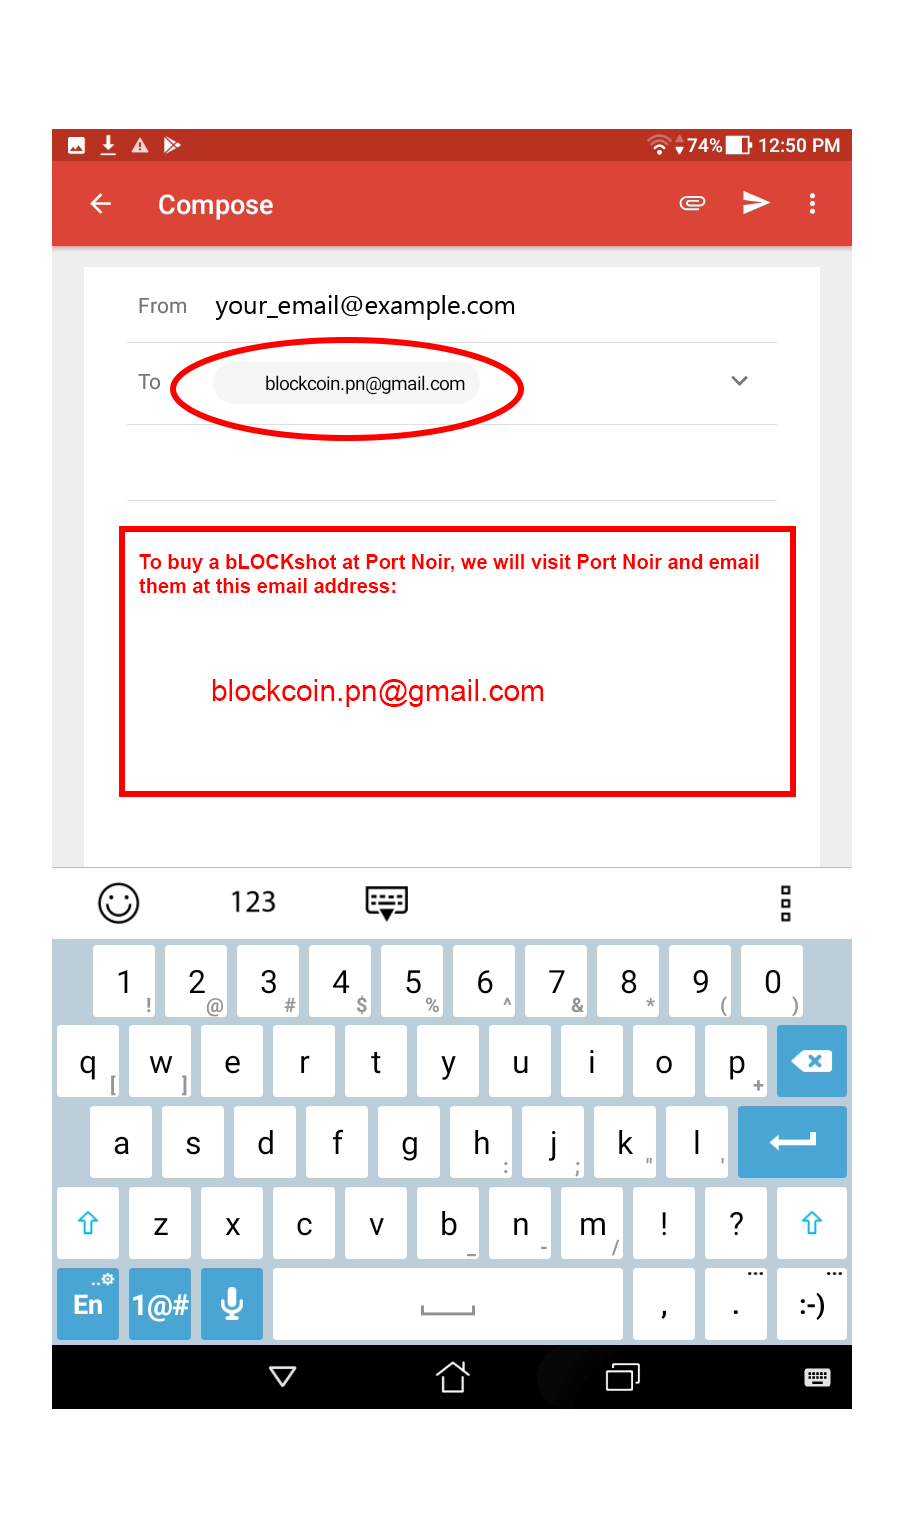 74% 12:50 PM
Compose
From your_email@example.com
To blockcoin.pn@gmail.com
To buy a bLOCKshot at Port Noir, we will visit Port Noir and email
them at this email address:
blockcoin.pn@gmail.com
123
1 ! 2 @ 3 # 4 $ 5 % 6 ^ 7 & 8 * 9 ( 0 )
q [ w ] e r t y u i o p +
a s d f g h : j ; k " l '
z x c v b _ n - m / ! ?
En 1@# , . :-)